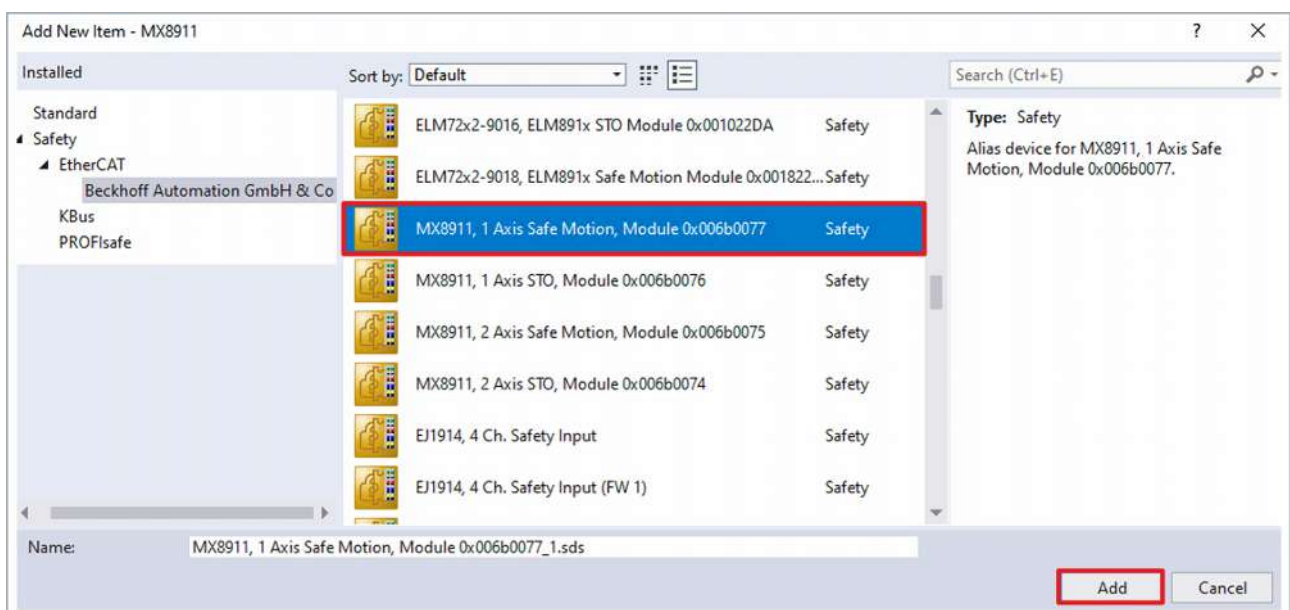 Add New Item - MX8911
? X
Installed
Sort by: Default
Search (Ctrl+E)
Standard
Safety
EtherCAT
Beckhoff Automation GmbH & Co
KBus
PROFIsafe
ELM72x2-9016, ELM891x STO Module 0x001022DA Safety
ELM72x2-9018, ELM891x Safe Motion Module 0x001822... Safety
MX8911, 1 Axis Safe Motion, Module 0x006b0077 Safety
MX8911, 1 Axis STO, Module 0x006b0076 Safety
MX8911, 2 Axis Safe Motion, Module 0x006b0075 Safety
MX8911, 2 Axis STO, Module 0x006b0074 Safety
EJ1914, 4 Ch. Safety Input Safety
EJ1914, 4 Ch. Safety Input (FW 1) Safety
Type: Safety
Alias device for MX8911, 1 Axis Safe
Motion, Module 0x006b0077.
Name: MX8911, 1 Axis Safe Motion, Module 0x006b0077_1.sds
Add Cancel